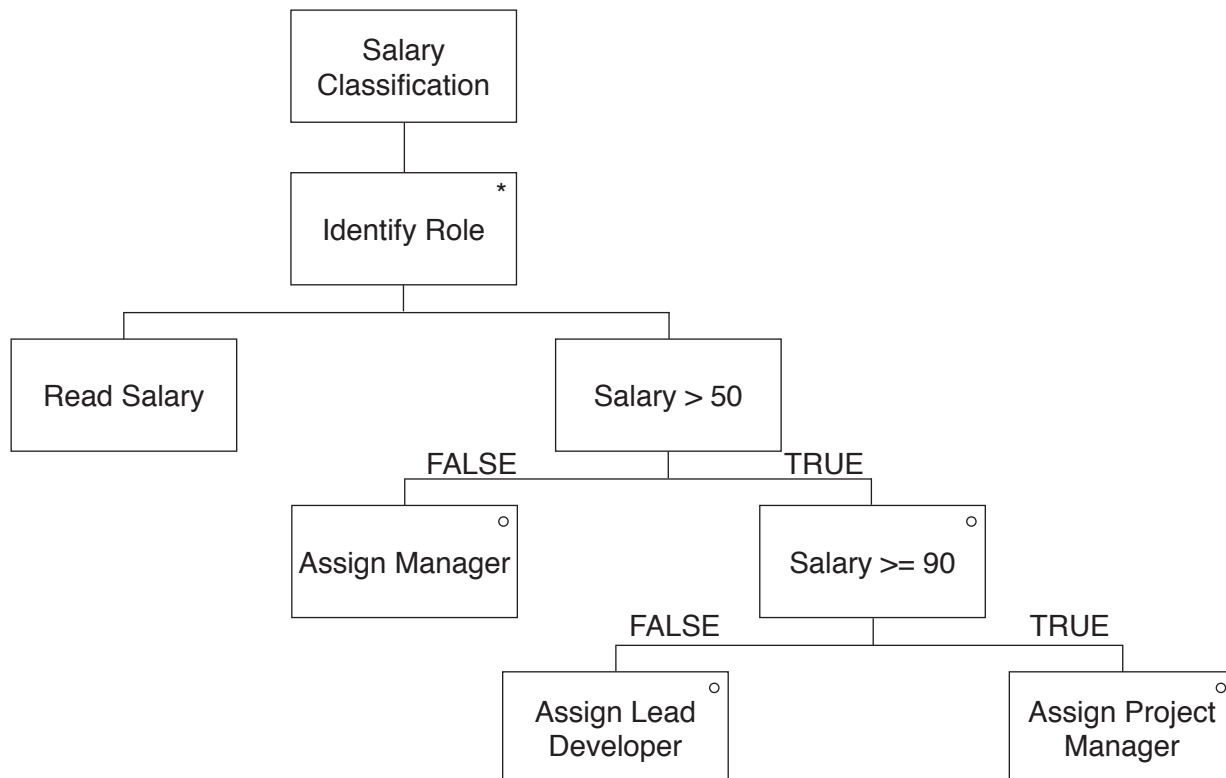 Salary
Classification
*
Identify Role
Read Salary
Salary > 50
FALSE
TRUE
Assign Manager
Salary >= 90
FALSE
TRUE
Assign Lead
Developer
Assign Project
Manager